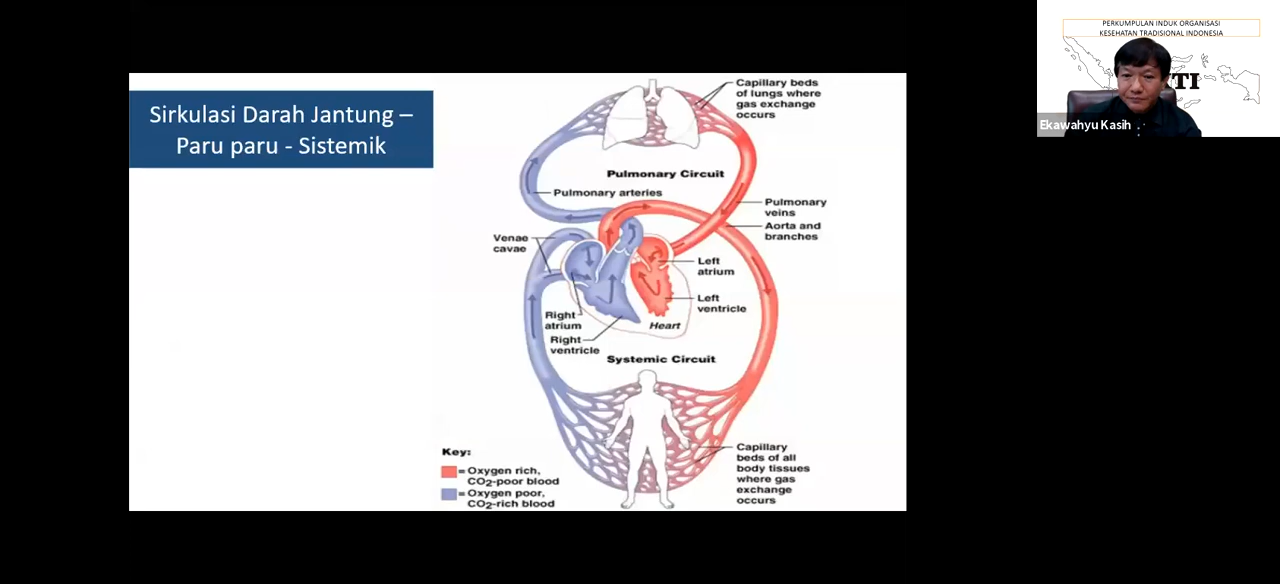 Sirkulasi Darah Jantung –
Paru paru - Sistemik
Capillary beds
of lungs where
gas exchange
occurs
Pulmonary Circuit
Pulmonary arteries
Pulmonary
veins
Aorta and
branches
Venae
cavae
Left
atrium
Left
ventricle
Right
atrium
Right
ventricle
Heart
Systemic Circuit
Capillary
beds of all
body tissues
where gas
exchange
occurs
Key:
= Oxygen rich,
CO2-poor blood
= Oxygen poor,
CO2-rich blood
PERKUMPULAN INDUK ORGANISASI
KESEHATAN TRADISIONAL INDONESIA
TI
Ekawahyu Kasih